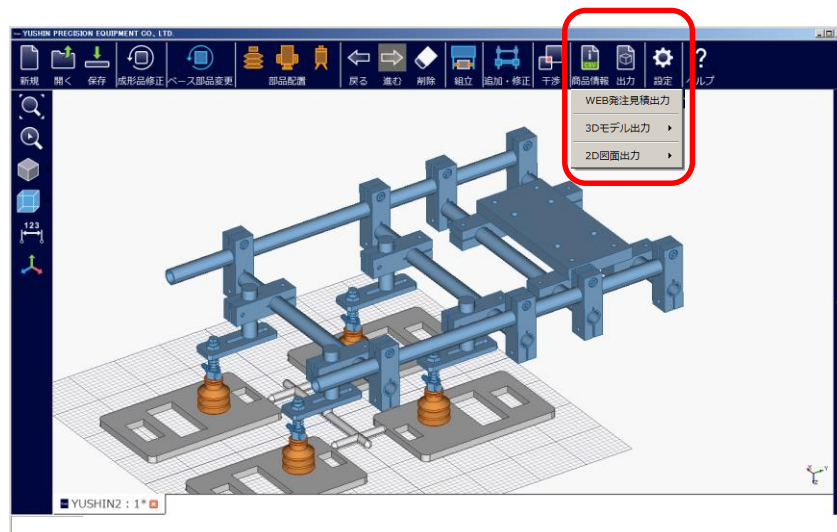 YUSHIN PRECISION EQUIPMENT CO., LTD.
新規 開く 保存 成形品修正 ベース部品変更 部品配置 戻る 進む 削除 組立 追加・修正 干渉 商品情報 出力 設定 ヘルプ
CSV
?
WEB発注見積出力
3Dモデル出力
2D図面出力
123
YUSHIN2 : 1*
X Y Z